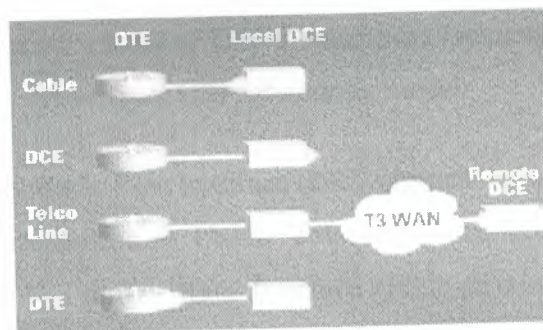 DTE Local DCE
Cable
DCE
Remote
DCE
Telco
Line
T3 WAN
DTE